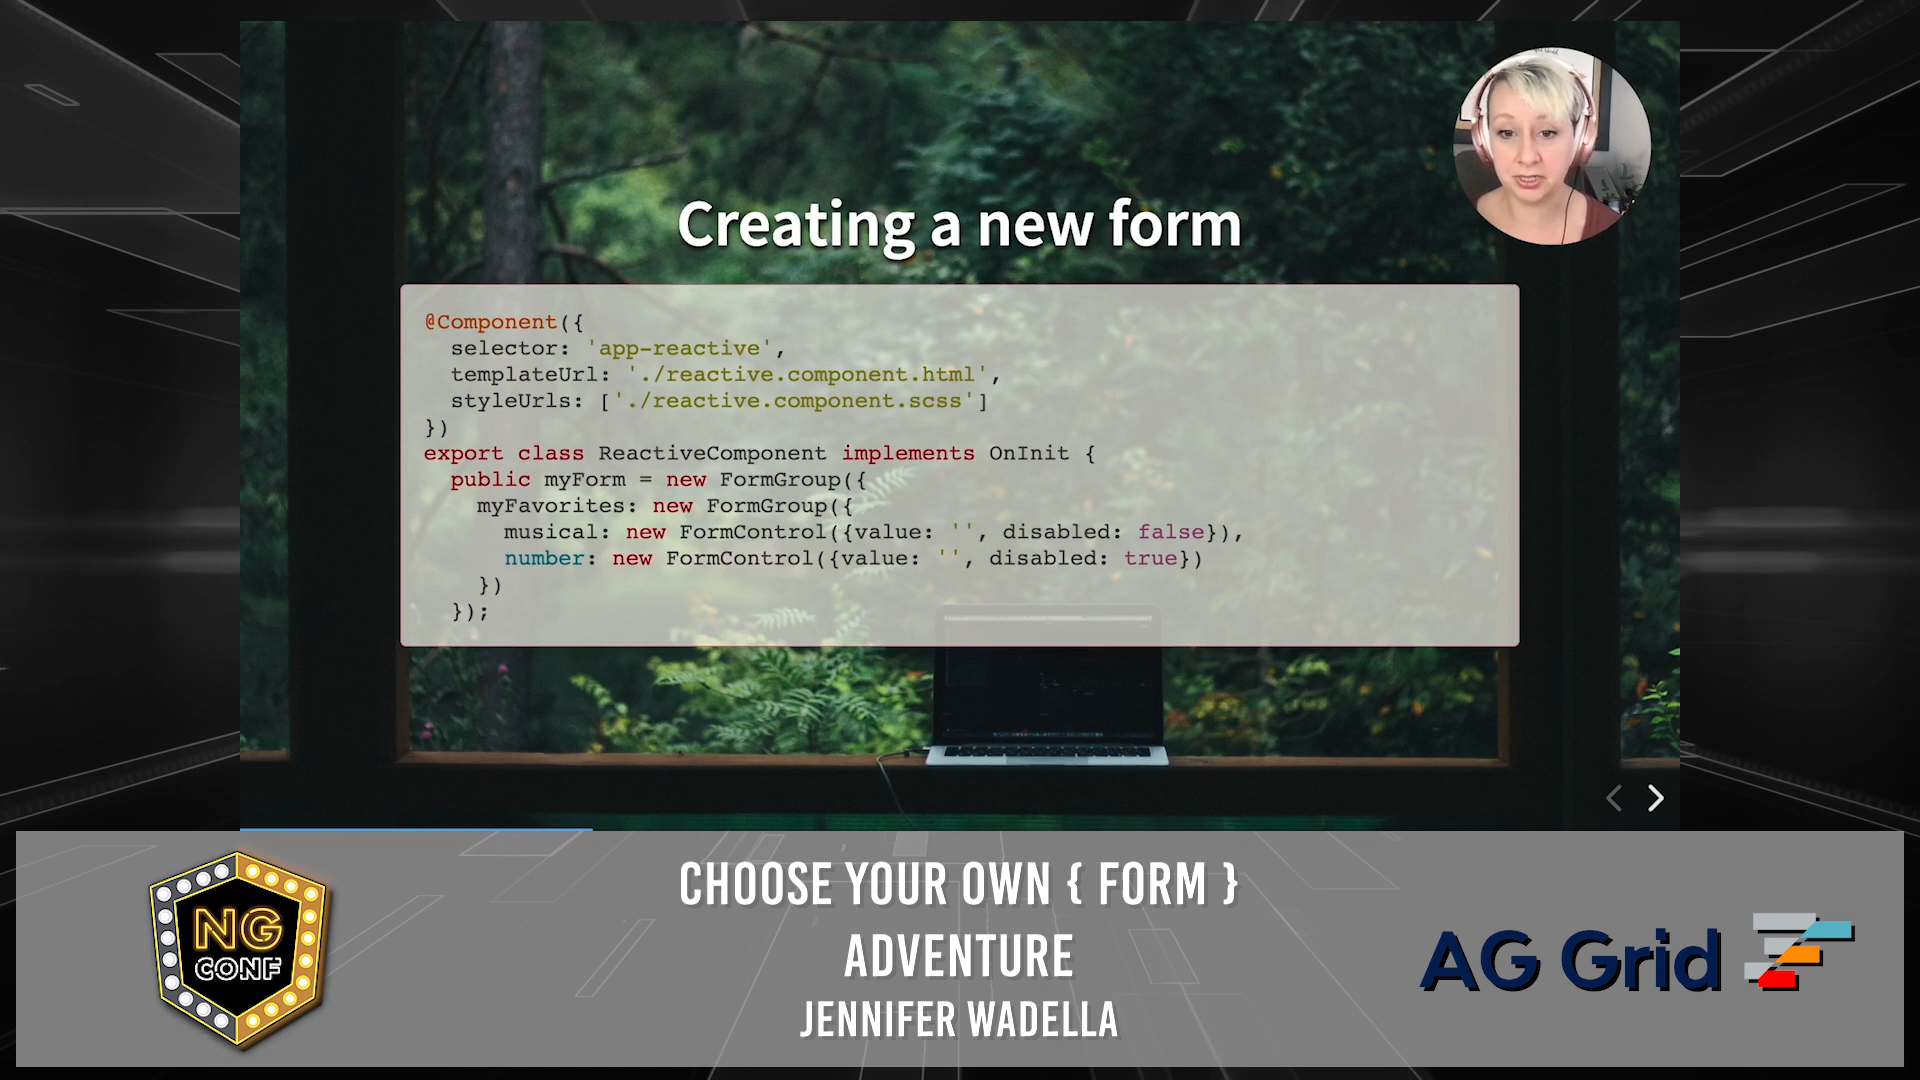 Creating a new form
@Component({
  selector: 'app-reactive',
  templateUrl: './reactive.component.html',
  styleUrls: ['./reactive.component.scss']
})
export class ReactiveComponent implements OnInit {
  public myForm = new FormGroup({
    myFavorites: new FormGroup({
      musical: new FormControl({value: '', disabled: false}),
      number: new FormControl({value: '', disabled: true})
    })
  });
NG
CONF
CHOOSE YOUR OWN { FORM }
ADVENTURE
JENNIFER WADELLA
AG Grid